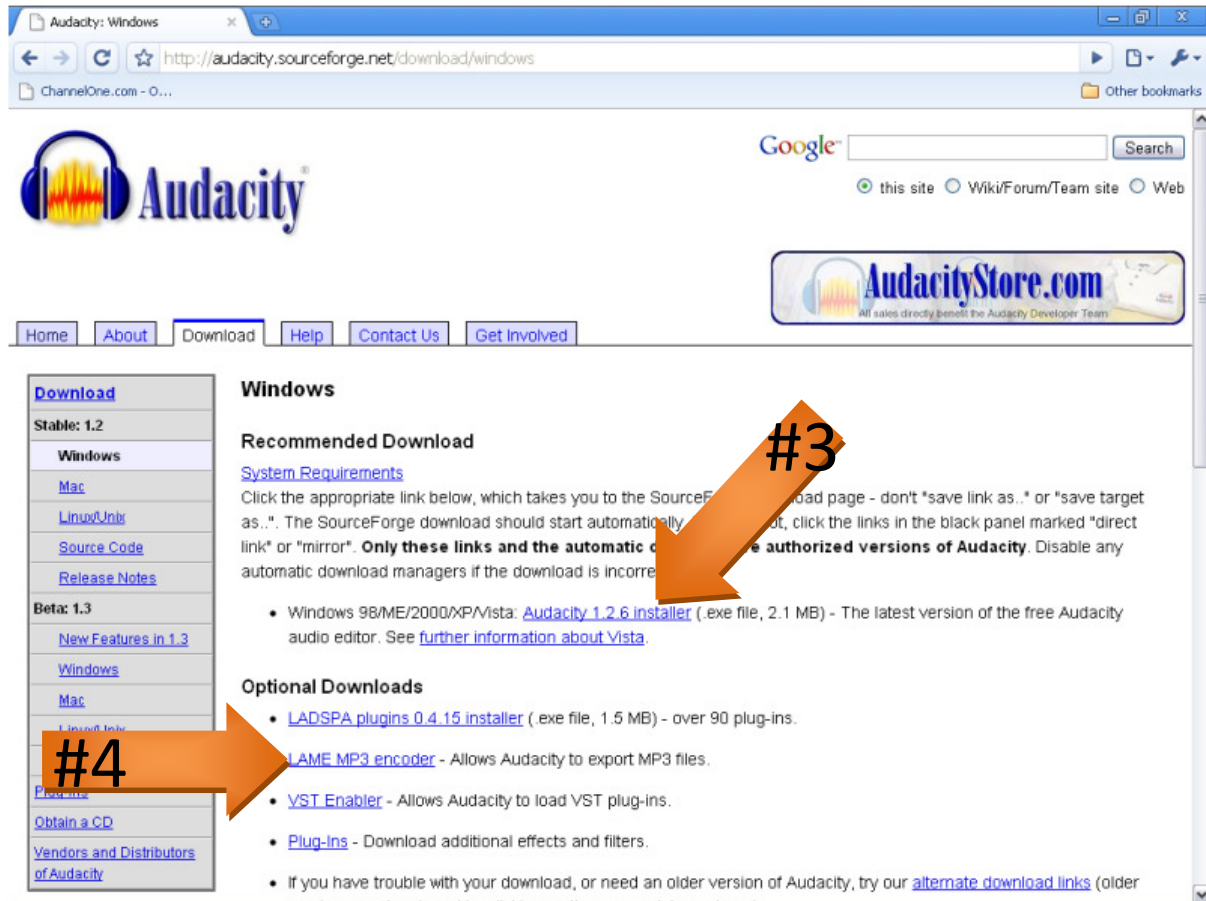 Audacity: Windows
http://audacity.sourceforge.net/download/windows
ChannelOne.com - O...
Other bookmarks
Audacity®
Google™
Search
this site Wiki/Forum/Team site Web
AudacityStore.com
All sales directly benefit the Audacity Developer Team
Home About Download Help Contact Us Get Involved
Download
Stable: 1.2
Windows
Mac
Linux/Unix
Source Code
Release Notes
Beta: 1.3
New Features in 1.3
Windows
Mac
Linux/Unix
Plug-Ins
Obtain a CD
Vendors and Distributors
of Audacity
Windows
Recommended Download
#3
System Requirements
Click the appropriate link below, which takes you to the SourceF oad page - don't "save link as.." or "save target
as..". The SourceForge download should start automatically ot, click the links in the black panel marked "direct
link" or "mirror". Only these links and the automatic authorized versions of Audacity. Disable any
automatic download managers if the download is incorre
• Windows 98/ME/2000/XP/Vista: Audacity 1.2.6 installer (.exe file, 2.1 MB) - The latest version of the free Audacity
audio editor. See further information about Vista.
Optional Downloads
• LADSPA plugins 0.4.15 installer (.exe file, 1.5 MB) - over 90 plug-ins.
#4
LAME MP3 encoder - Allows Audacity to export MP3 files.
• VST Enabler - Allows Audacity to load VST plug-ins.
• Plug-Ins - Download additional effects and filters.
• If you have trouble with your download, or need an older version of Audacity, try our alternate download links (older